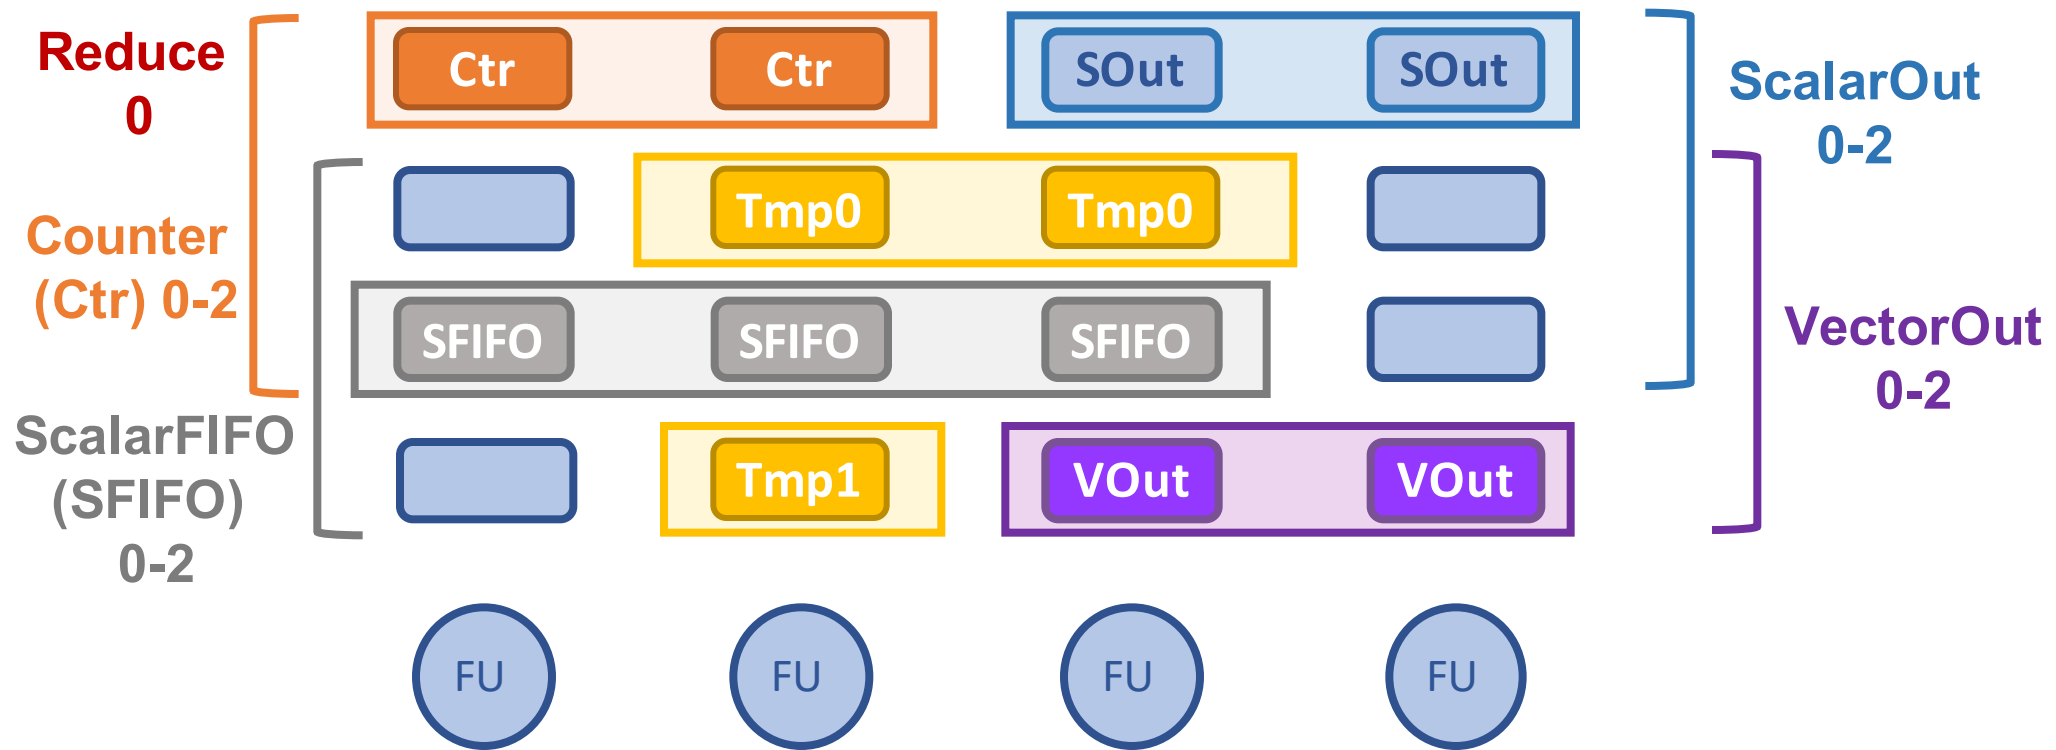 Reduce
0
Counter
(Ctr) 0-2
ScalarFIFO
(SFIFO)
0-2
Ctr Ctr SOut SOut
Tmp0 Tmp0
SFIFO SFIFO SFIFO
Tmp1 VOut VOut
FU FU FU FU
ScalarOut
0-2
VectorOut
0-2